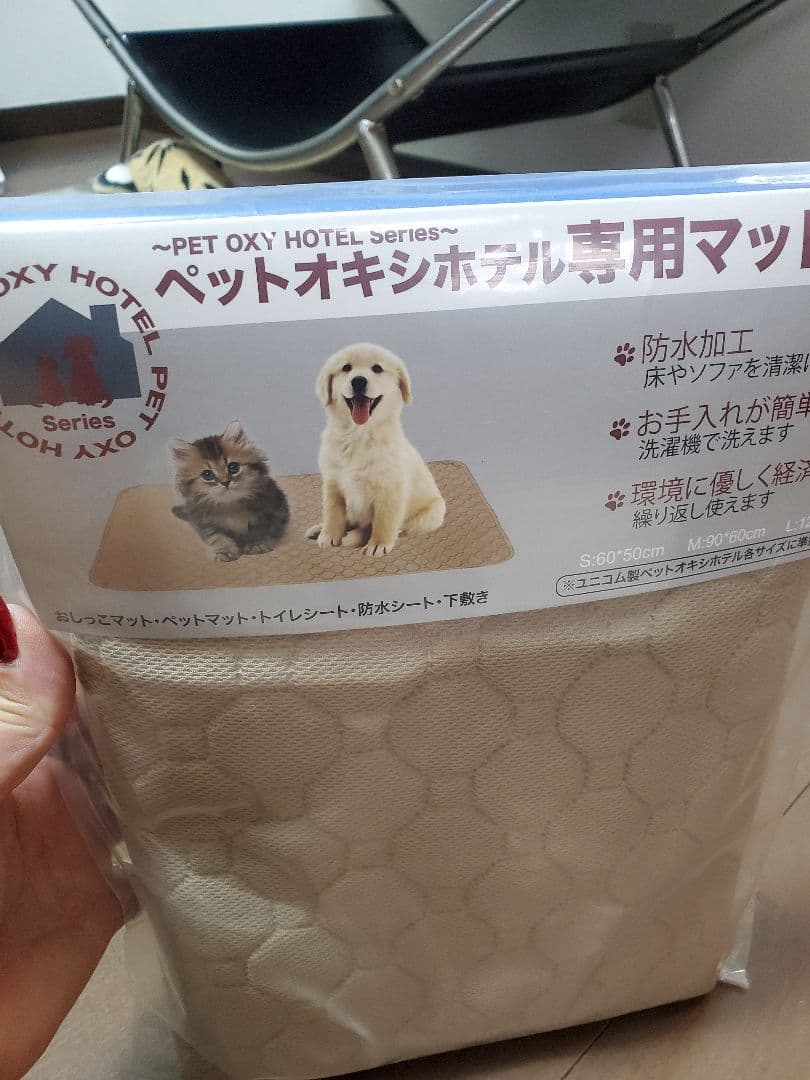 ~PET OXY HOTEL Series~
ペットオキシホテル専用マット
OXY HOTEL PET OXY HOT
Series
防水加工
床やソファを清潔に
お手入れが簡単
洗濯機で洗えます
環境に優しく経済
繰り返し使えます
S:60*50cm M:90*60cm L:12
※ユニコム製ペットオキシホテル各サイズに準
おしっこマット・ペットマット・トイレシート・防水シート・下敷き